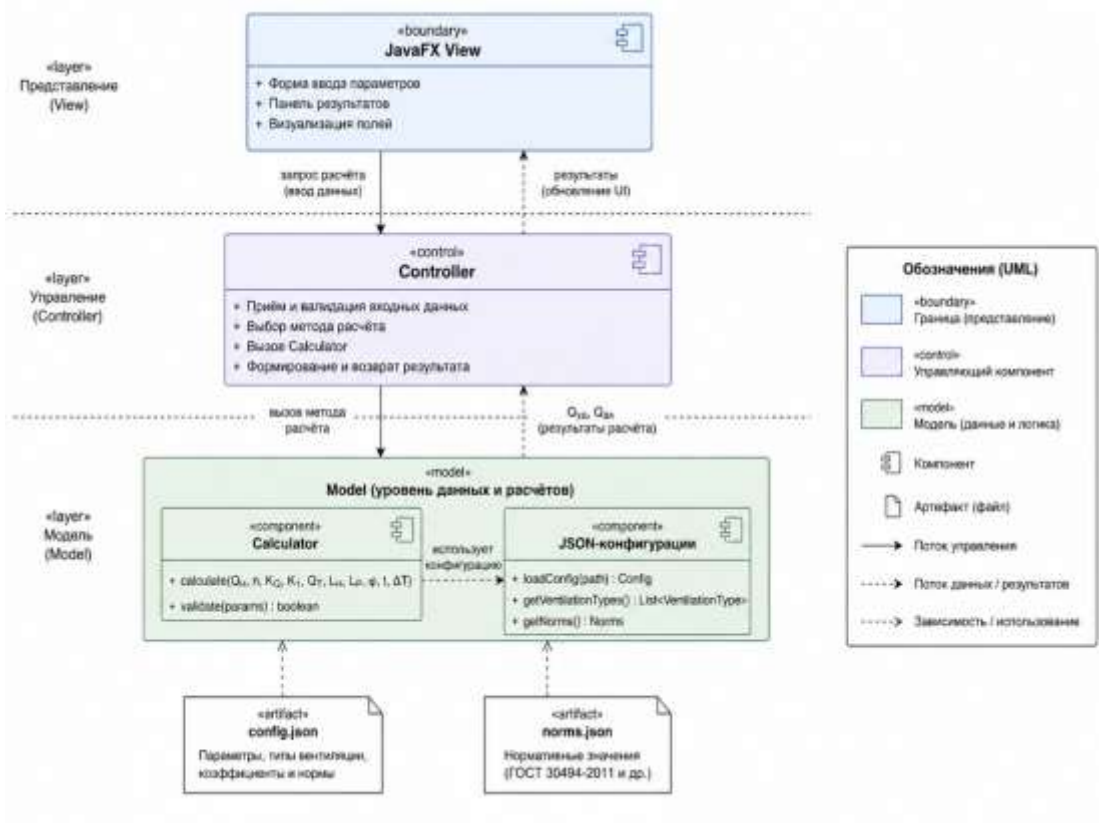 «layer»
Представление
(View)
«boundary»
JavaFX View
+ Форма ввода параметров
+ Панель результатов
+ Визуализация полей
запрос расчёта
(ввод данных)
результаты
(обновление UI)
«layer»
Управление
(Controller)
«control»
Controller
+ Приём и валидация входных данных
+ Выбор метода расчёта
+ Вызов Calculator
+ Формирование и возврат результата
вызов метода
расчёта
(результаты расчёта)
«layer»
Модель
(Model)
«model»
Model (уровень данных и расчётов)
«component»
Calculator
+ validate(params) : boolean
использует
конфигурацию
«component»
JSON-конфигурации
+ loadConfig(path) : Config
+ getVentilationTypes() : List<VentilationType>
+ getNorms() : Norms
«artifact»
config.json
Параметры, типы вентиляции,
коэффициенты и нормы
«artifact»
norms.json
Нормативные значения
(ГОСТ 30494-2011 и др.)
Обозначения (UML)
«boundary»
Граница (представление)
«control»
Управляющий компонент
«model»
Модель (данные и логика)
Компонент
Артефакт (файл)
Поток управления
Поток данных / результатов
Зависимость / использование